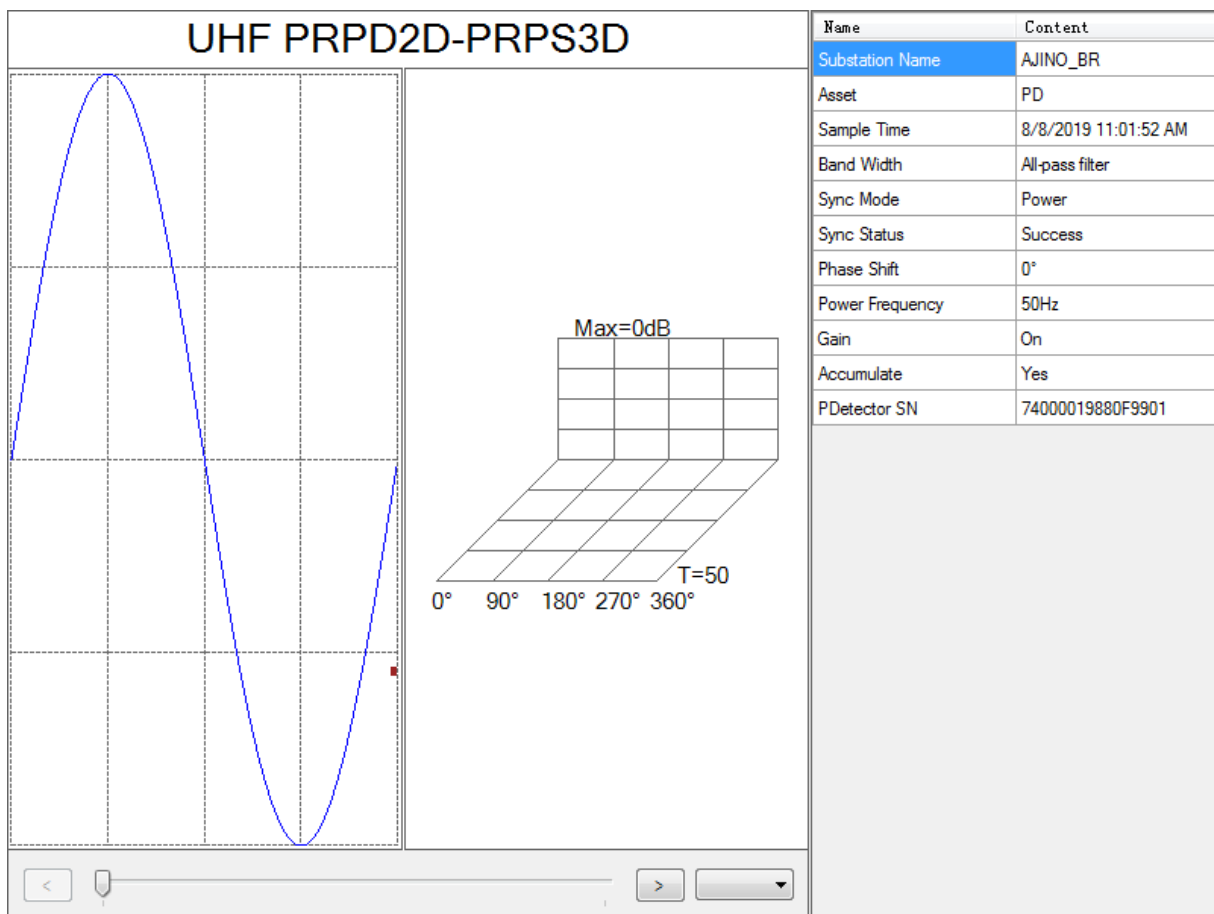 UHF PRPD2D-PRPS3D
Max=0dB
T=50
0° 90° 180° 270° 360°
<
>
Name Content
Substation Name AJINO_BR
Asset PD
Sample Time 8/8/2019 11:01:52 AM
Band Width All-pass filter
Sync Mode Power
Sync Status Success
Phase Shift 0°
Power Frequency 50Hz
Gain On
Accumulate Yes
PDetector SN 74000019880F9901